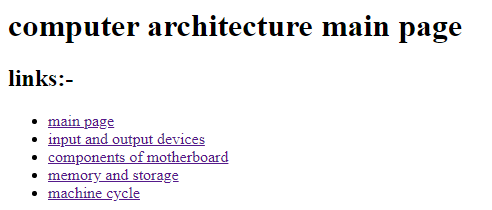 computer architecture main page
links:-
main page
input and output devices
components of motherboard
memory and storage
machine cycle